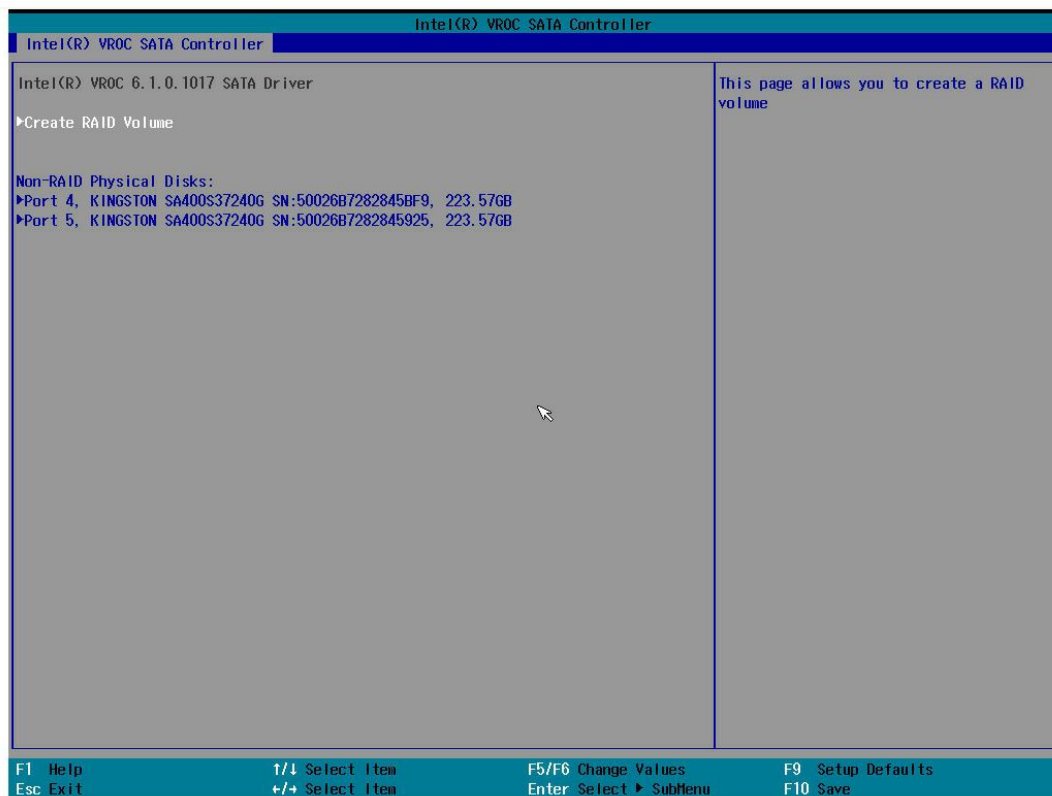 Intel(R) VROC SATA Controller
Intel(R) VROC SATA Controller
Intel(R) VROC 6.1.0.1017 SATA Driver
This page allows you to create a RAID
volume
▶Create RAID Volume
Non-RAID Physical Disks:
▶Port 4, KINGSTON SA400S37240G SN:50026B7282845BF9, 223.57GB
▶Port 5, KINGSTON SA400S37240G SN:50026B7282845925, 223.57GB
F1 Help ↑/↓ Select Item F5/F6 Change Values F9 Setup Defaults
Esc Exit ←/→ Select Item Enter Select ▶ SubMenu F10 Save